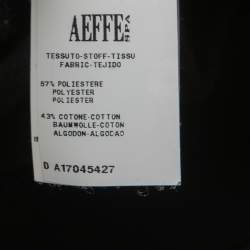 AEFFE SPA
TESSUTO-STOFF-TISSU
FABRIC-TEJIDO
57% POLIESTERE
POLYESTER
POLIESTER
43% COTONE-COTTON
BAUMWOLLE-COTON
ALGODON-ALGODAO
D A17045427